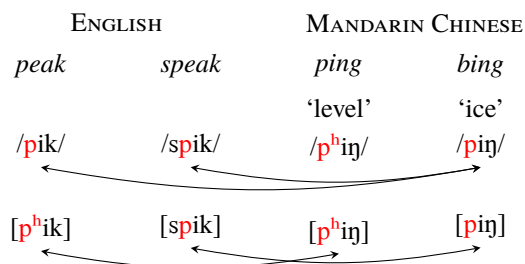 ENGLISH MANDARIN CHINESE
peak speak ping bing
‘level’ ‘ice’
/pik/ /spik/ /pʰiŋ/ /piŋ/
[pʰik] [spik] [pʰiŋ] [piŋ]